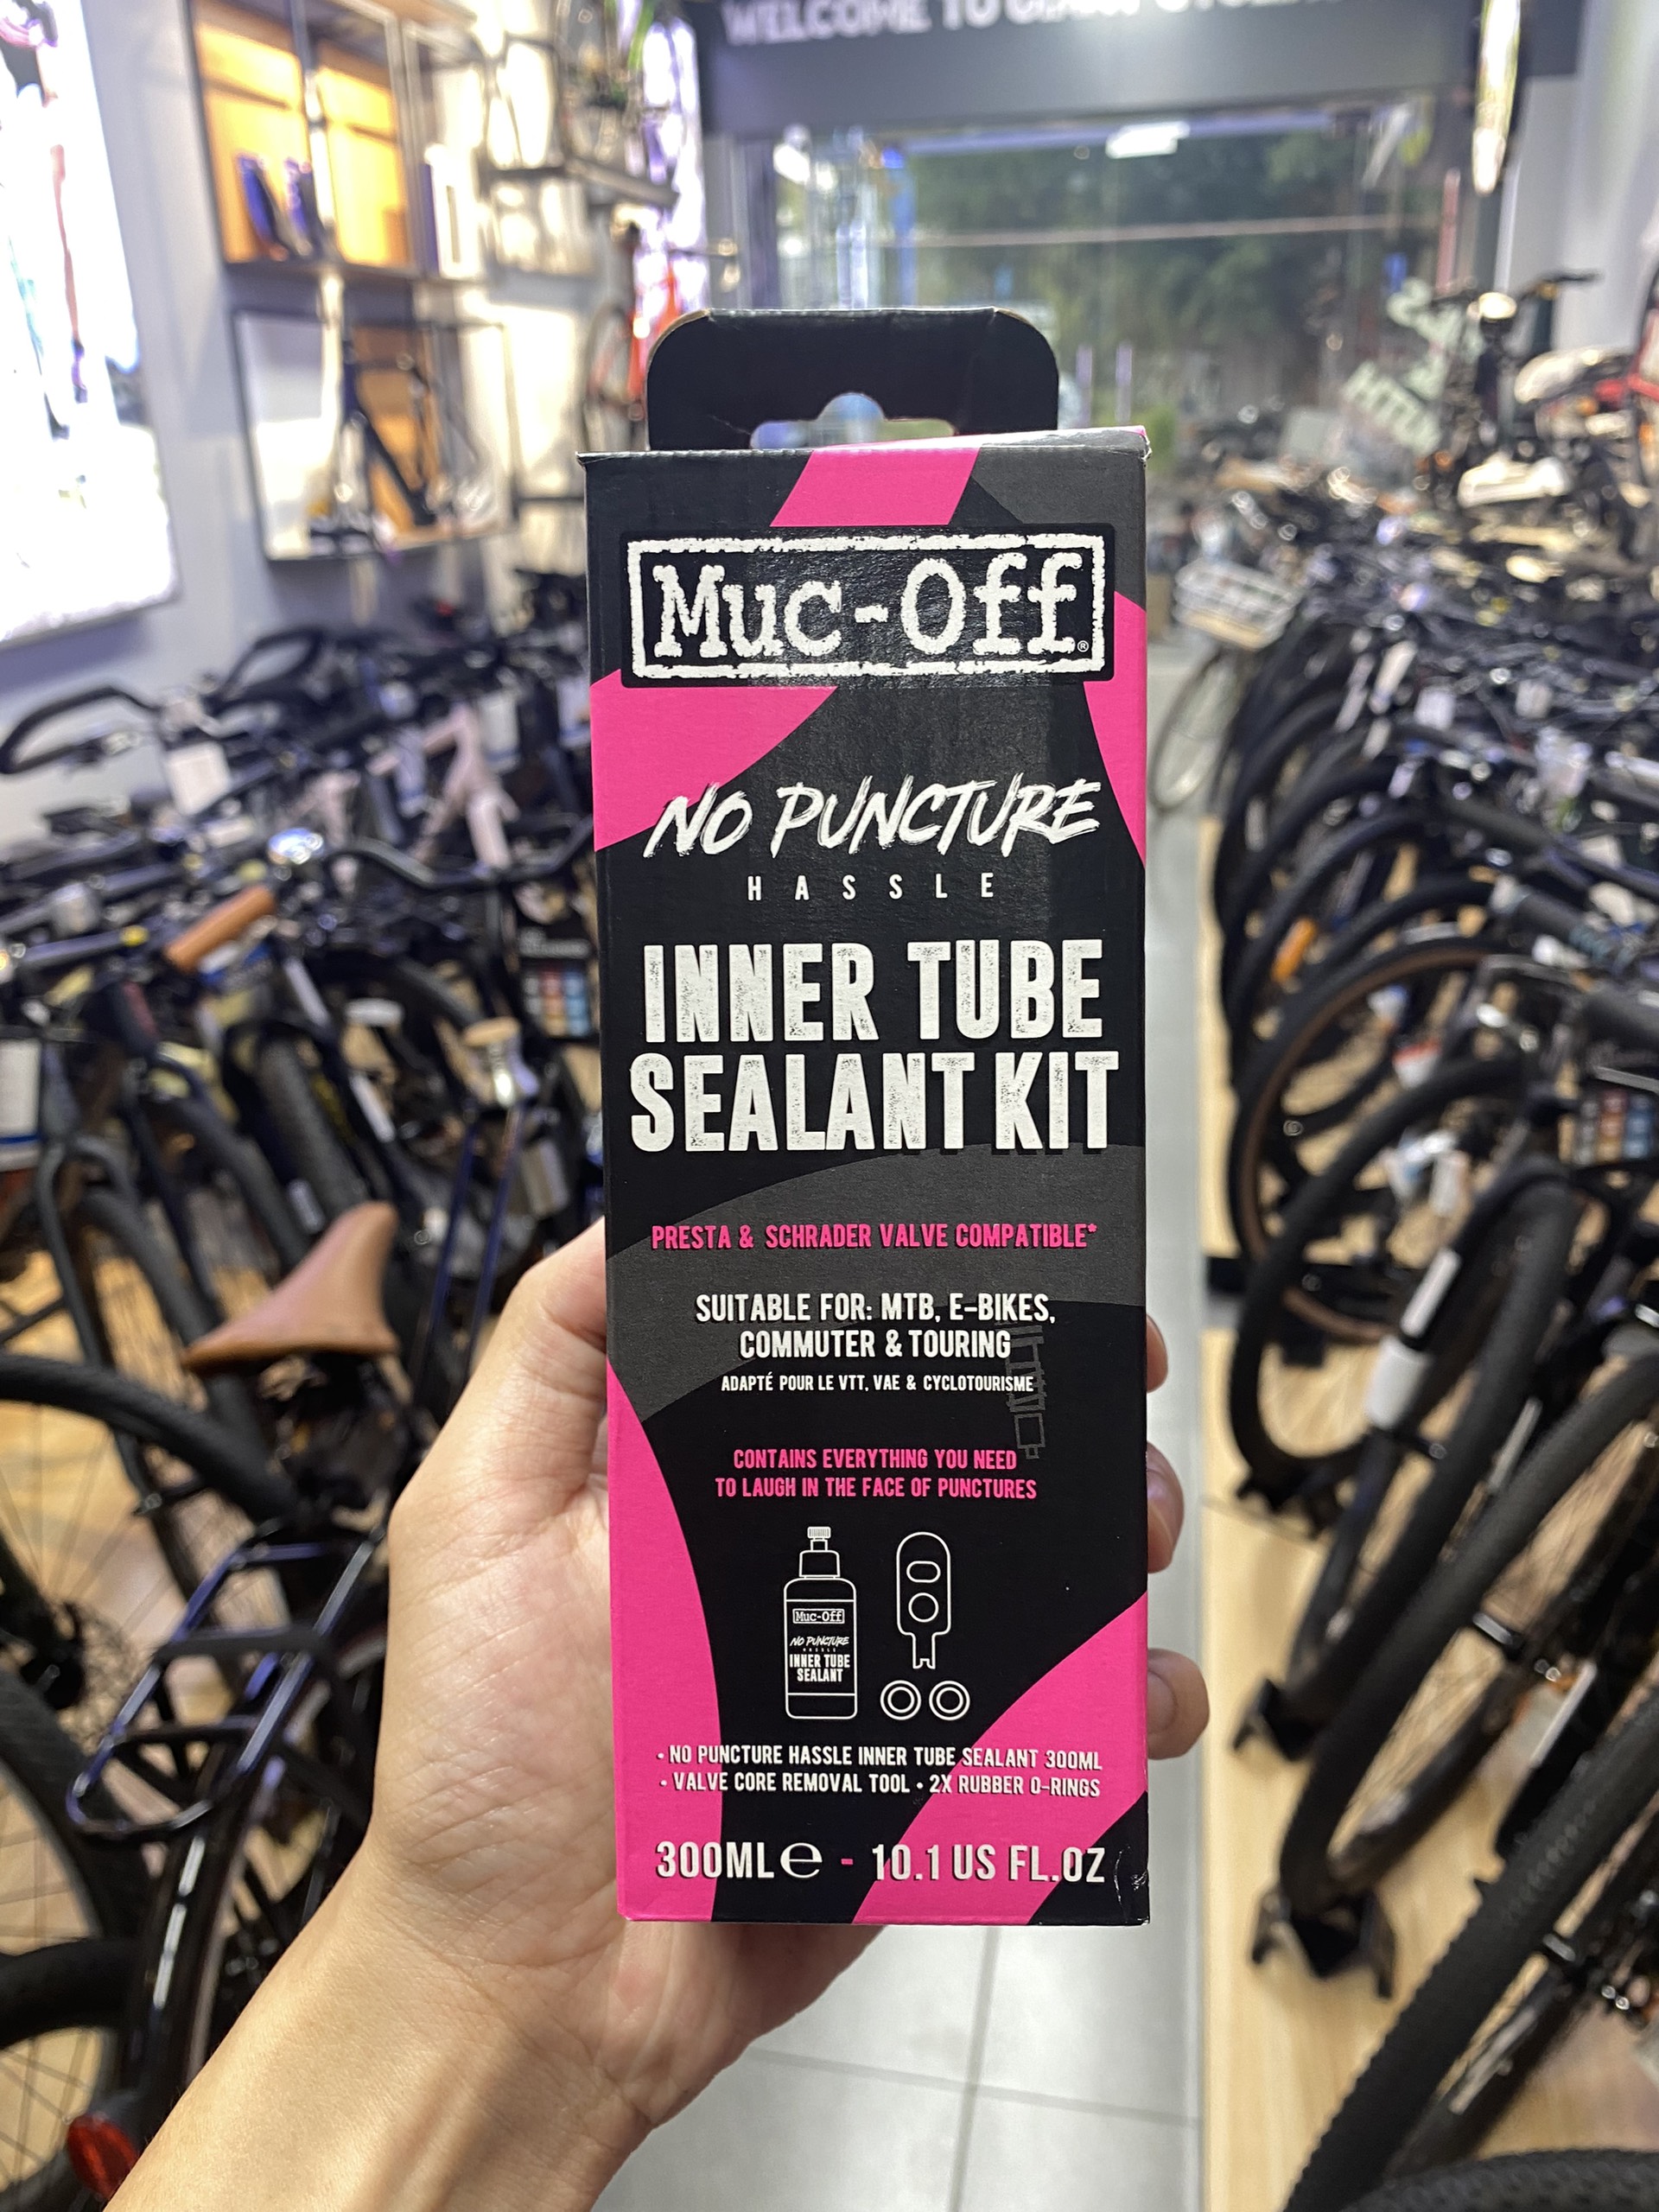 WELCOME TO
Muc-Off®
NO PUNCTURE
HASSLE
INNER TUBE
SEALANT KIT
PRESTA & SCHRADER VALVE COMPATIBLE*
SUITABLE FOR: MTB, E-BIKES,
COMMUTER & TOURING
ADAPTÉ POUR LE VTT, VAE & CYCLOTOURISME
CONTAINS EVERYTHING YOU NEED
TO LAUGH IN THE FACE OF PUNCTURES
Muc-Off
NO PUNCTURE
HASSLE
INNER TUBE
SEALANT
• NO PUNCTURE HASSLE INNER TUBE SEALANT 300ML
• VALVE CORE REMOVAL TOOL • 2X RUBBER O-RINGS
300ML℮ - 10.1 US FL.OZ